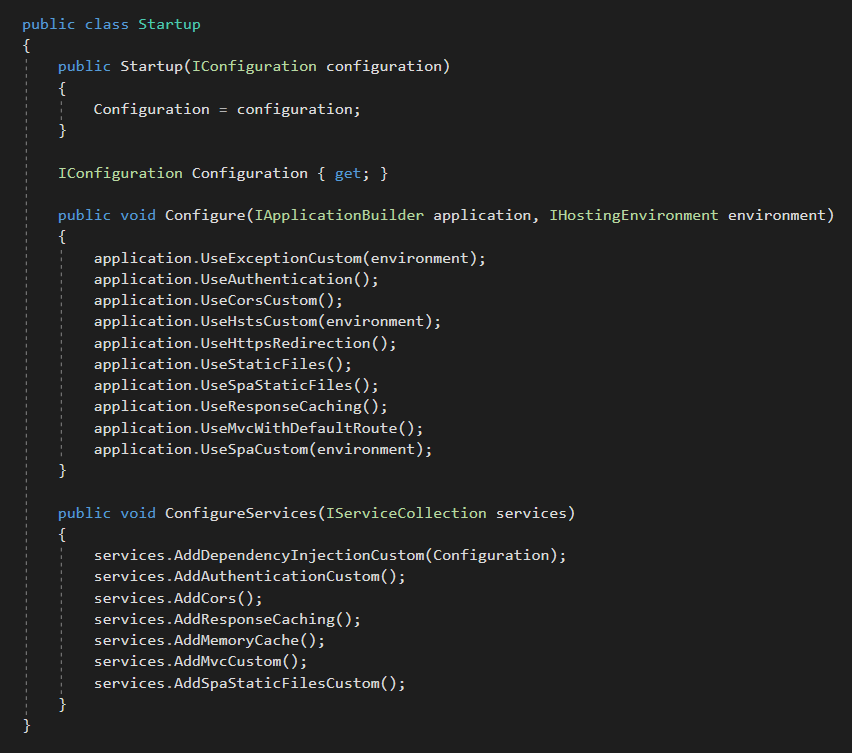 public class Startup
{
    public Startup(IConfiguration configuration)
    {
        Configuration = configuration;
    }

    IConfiguration Configuration { get; }

    public void Configure(IApplicationBuilder application, IHostingEnvironment environment)
    {
        application.UseExceptionCustom(environment);
        application.UseAuthentication();
        application.UseCorsCustom();
        application.UseHstsCustom(environment);
        application.UseHttpsRedirection();
        application.UseStaticFiles();
        application.UseSpaStaticFiles();
        application.UseResponseCaching();
        application.UseMvcWithDefaultRoute();
        application.UseSpaCustom(environment);
    }

    public void ConfigureServices(IServiceCollection services)
    {
        services.AddDependencyInjectionCustom(Configuration);
        services.AddAuthenticationCustom();
        services.AddCors();
        services.AddResponseCaching();
        services.AddMemoryCache();
        services.AddMvcCustom();
        services.AddSpaStaticFilesCustom();
    }
}